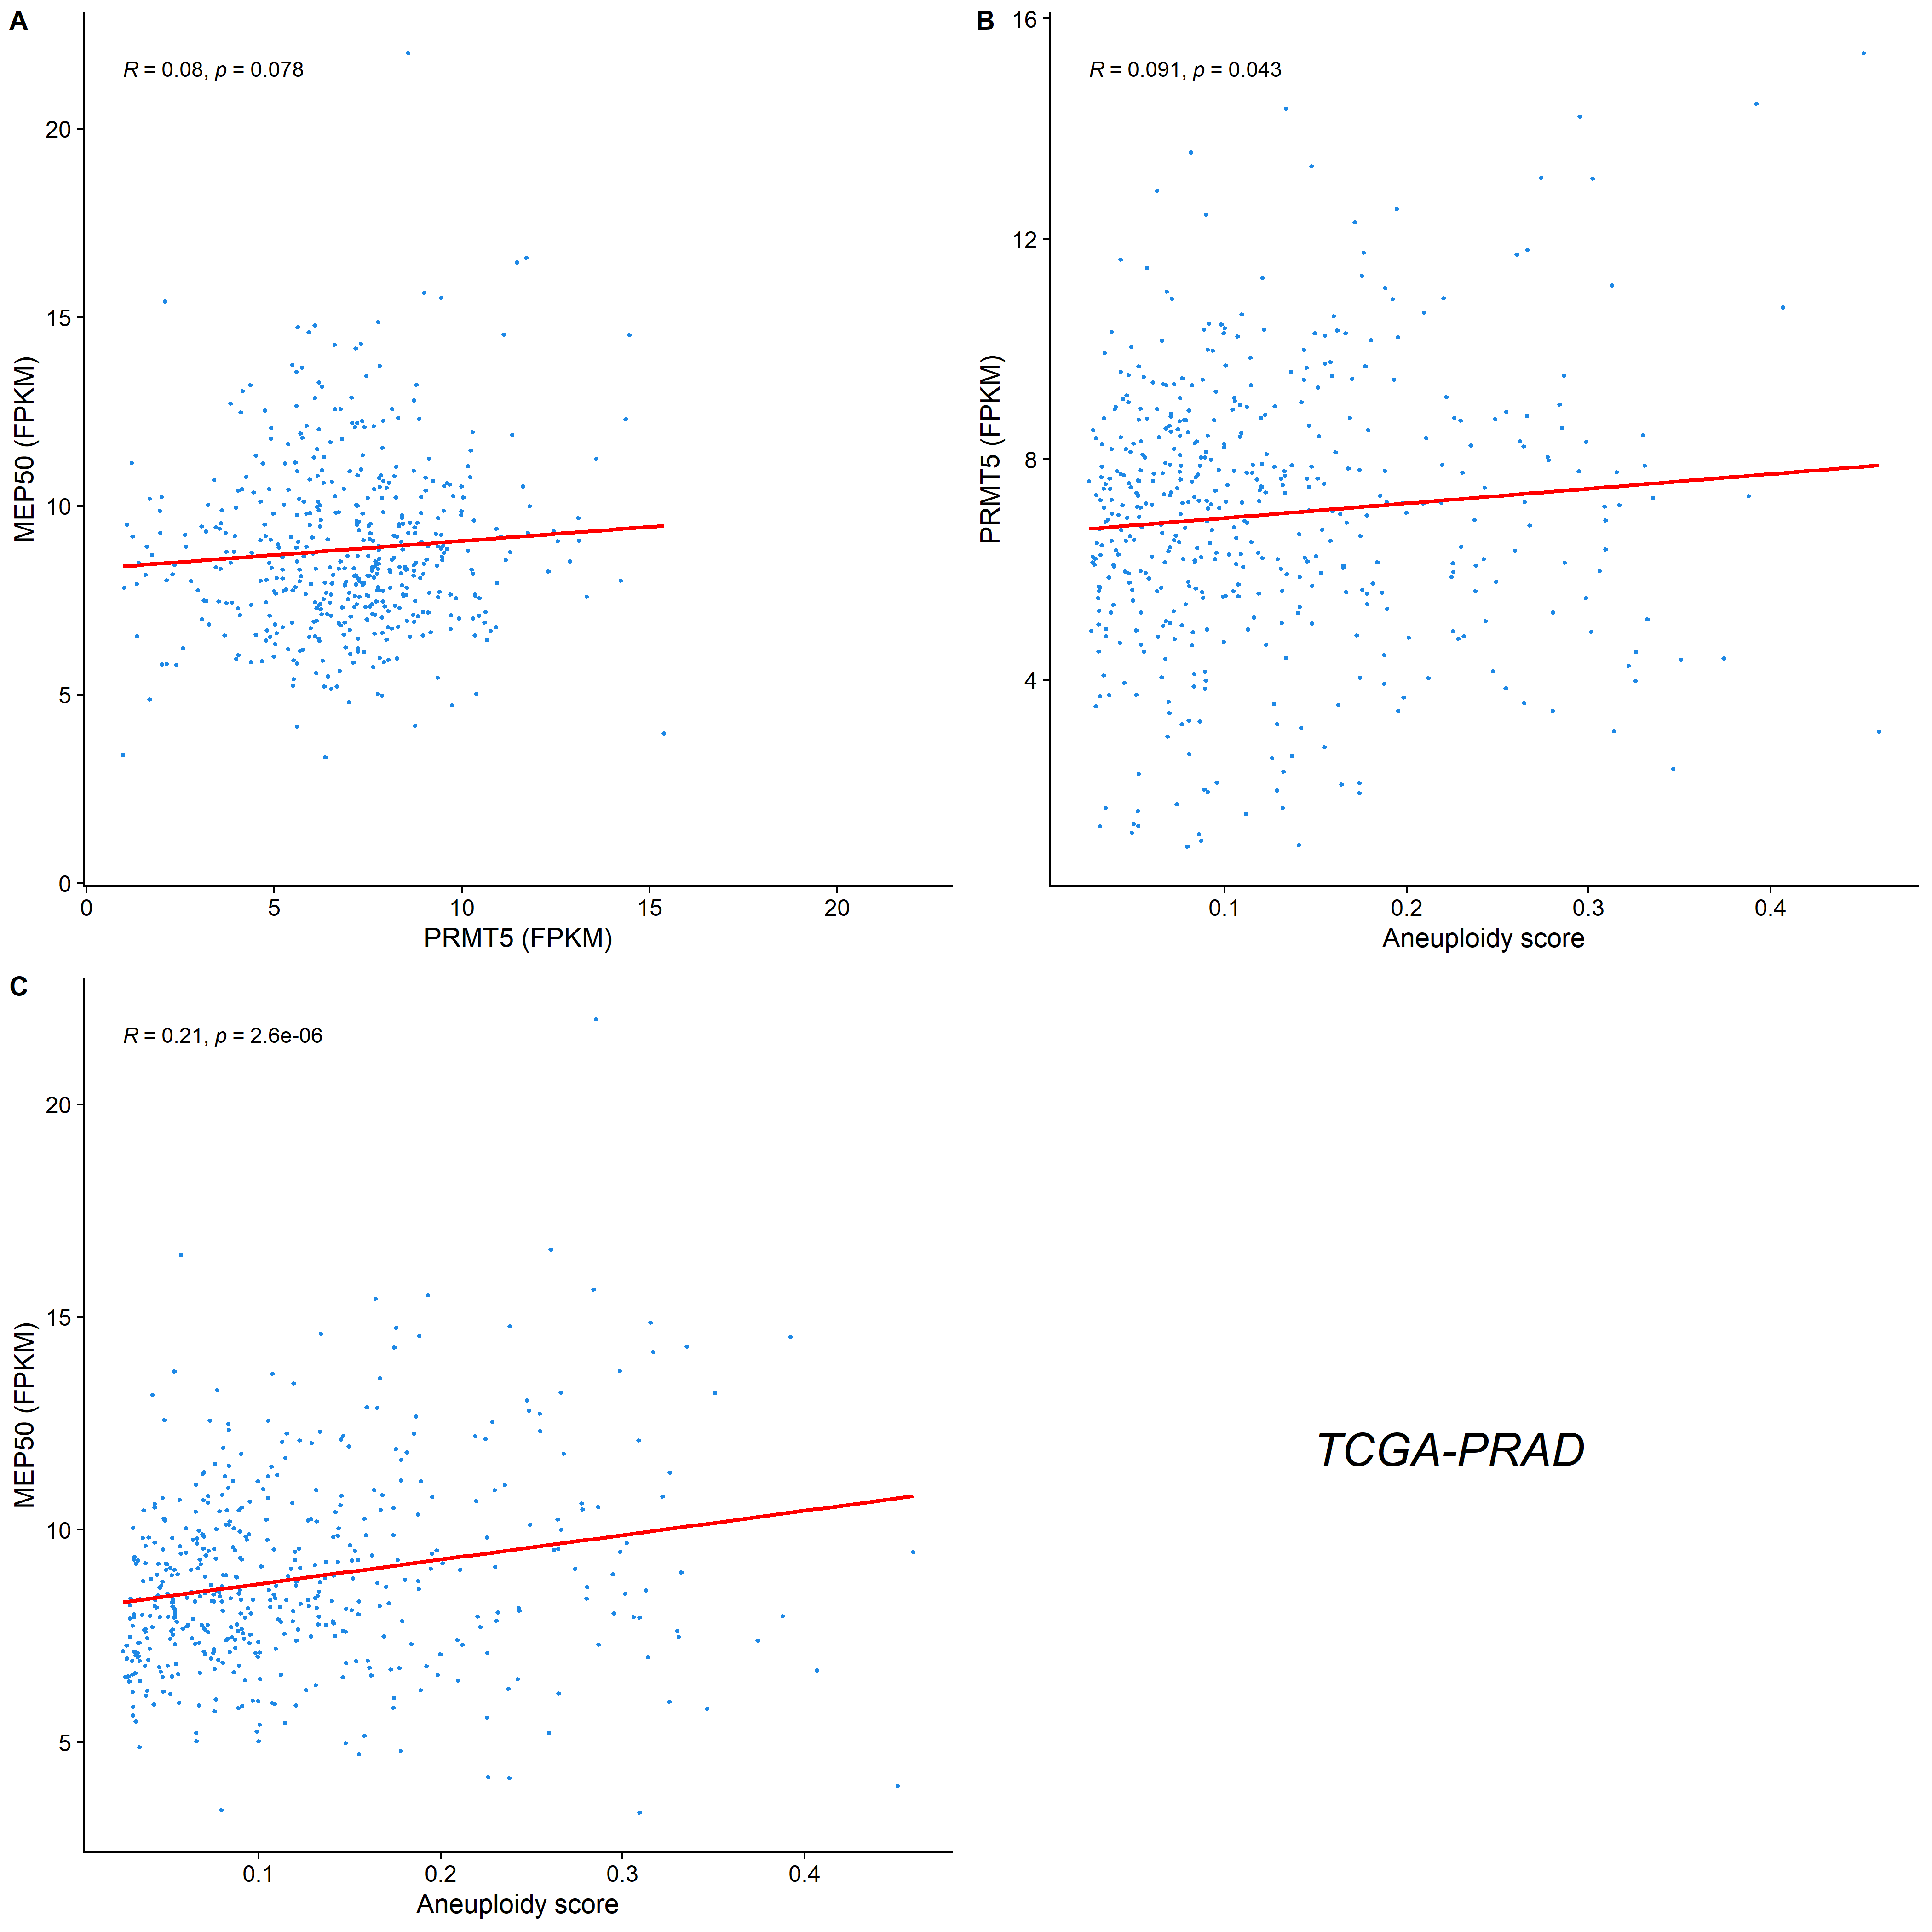 A
R = 0.08, p = 0.078
20
15
10
5
0
MEP50 (FPKM)
0 5 10 15 20
PRMT5 (FPKM)
B
R = 0.091, p = 0.043
16
12
8
4
PRMT5 (FPKM)
0.1 0.2 0.3 0.4
Aneuploidy score
C
R = 0.21, p = 2.6e-06
20
15
10
5
MEP50 (FPKM)
0.1 0.2 0.3 0.4
Aneuploidy score
TCGA-PRAD